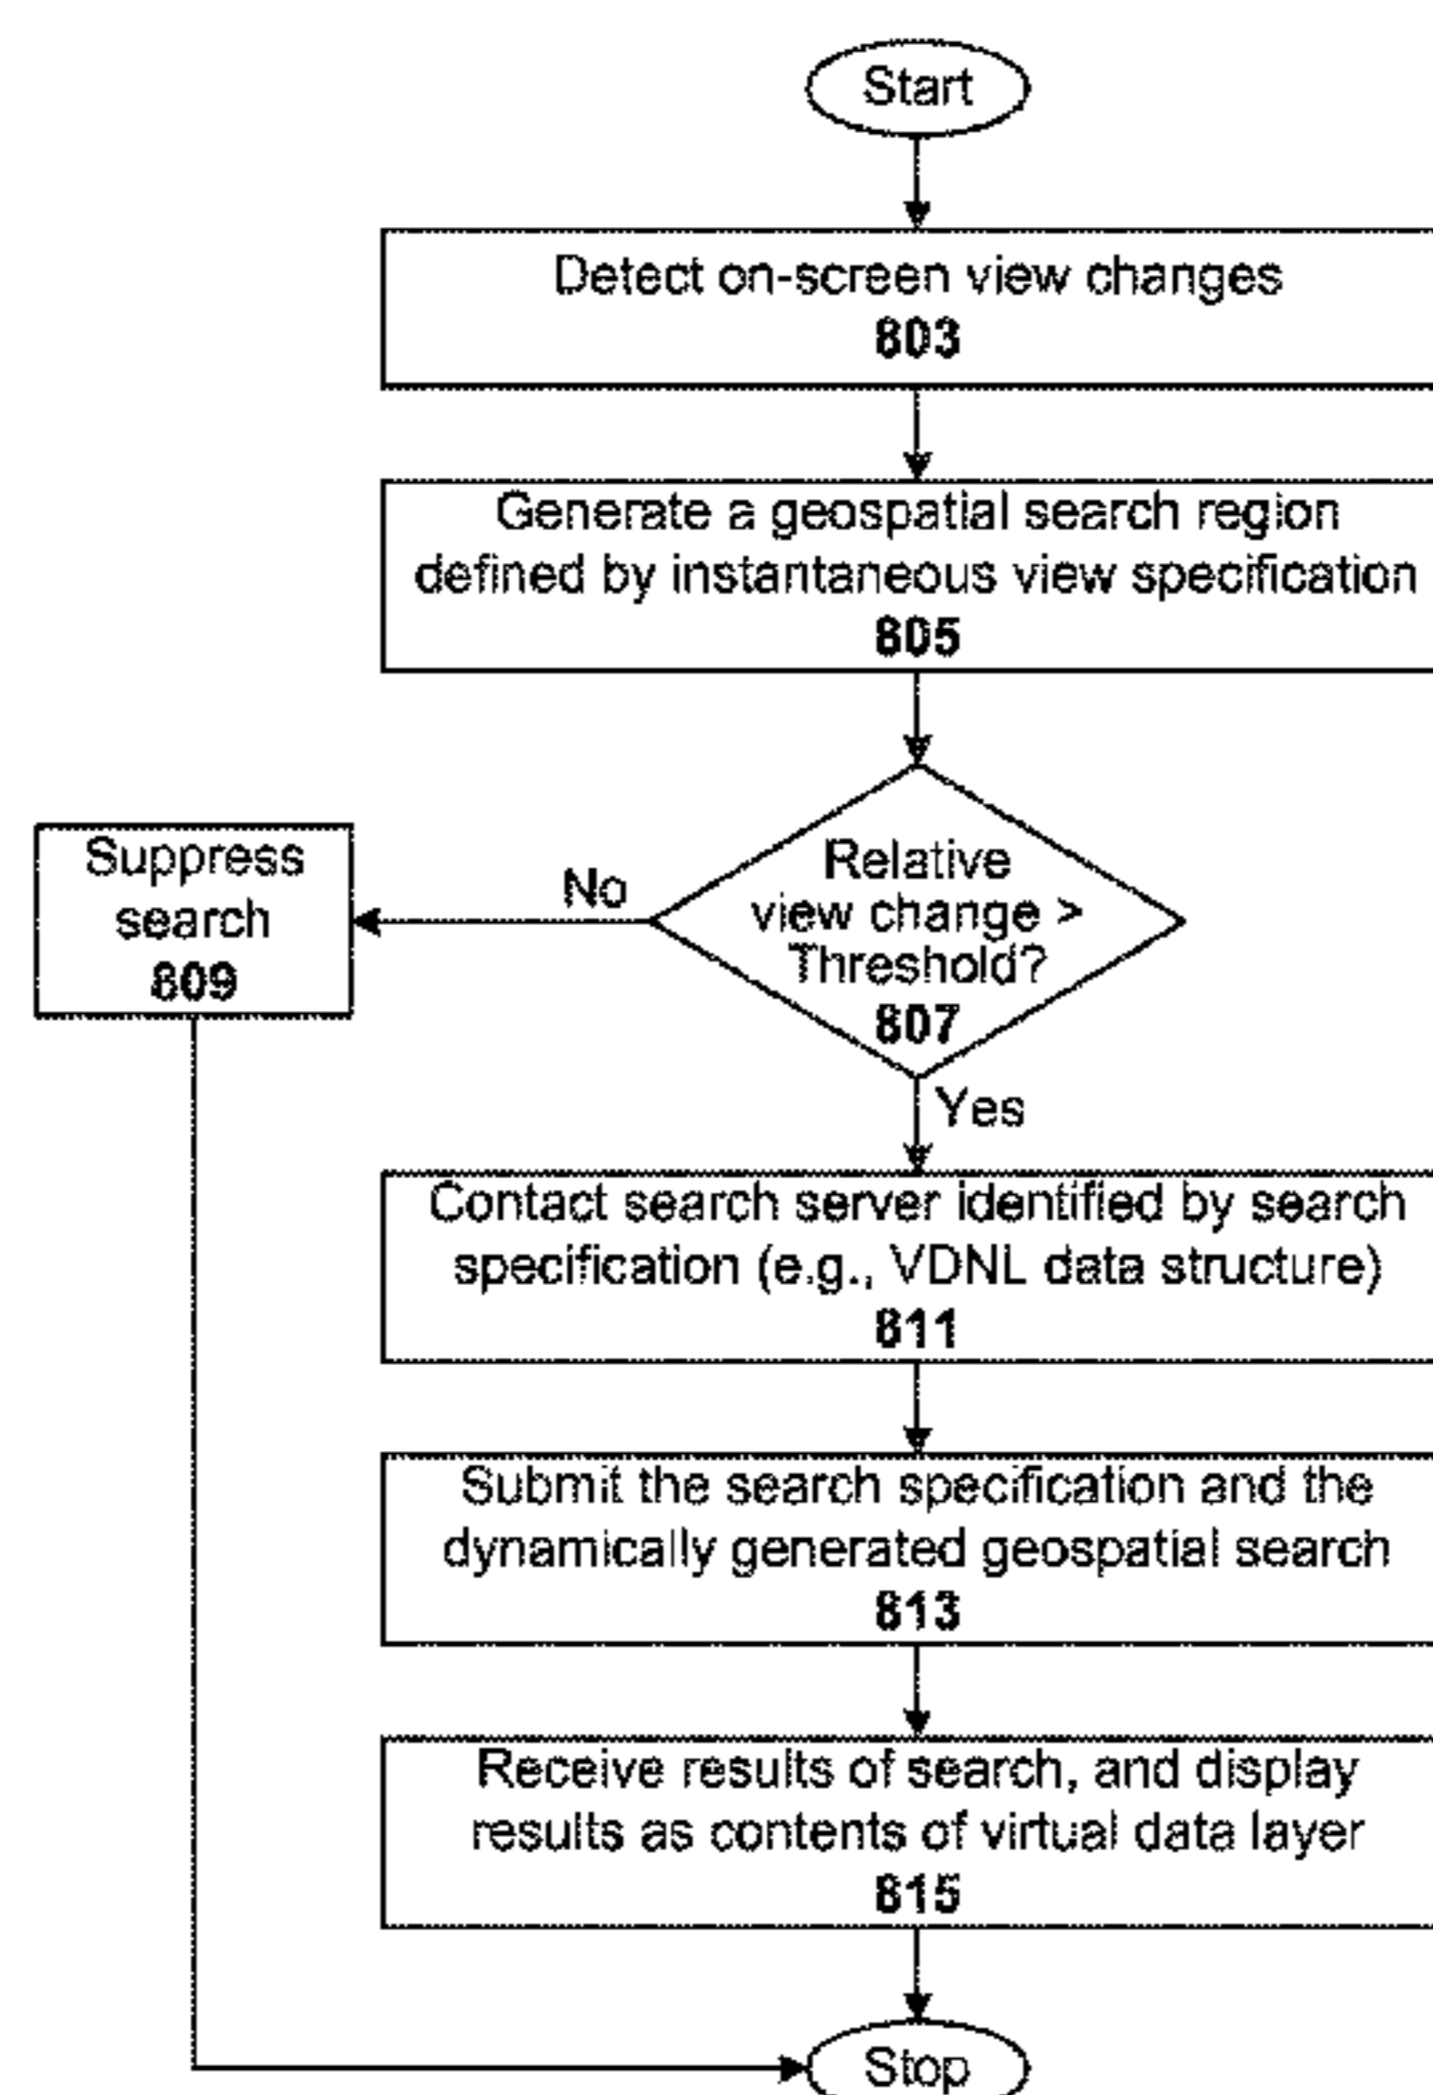 Start
Detect on-screen view changes
803
Generate a geospatial search region
defined by instantaneous view specification
805
Relative
view change >
Threshold?
807
No
Suppress
search
809
Yes
Contact search server identified by search
specification (e.g., VDNL data structure)
811
Submit the search specification and the
dynamically generated geospatial search
813
Receive results of search, and display
results as contents of virtual data layer
815
Stop